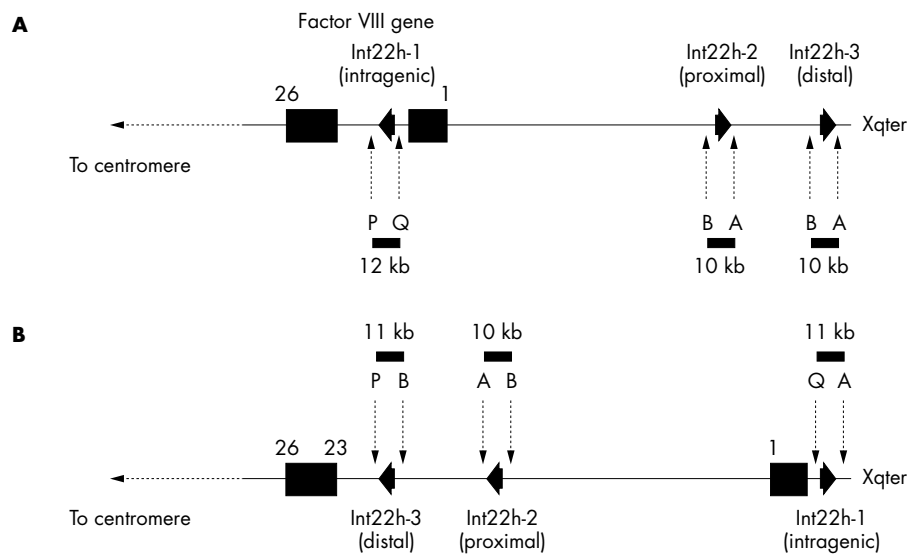 A
Factor VIII gene
Int22h-1
(intragenic)
Int22h-2
(proximal)
Int22h-3
(distal)
26
1
Xqter
To centromere
P Q
B A
B A
12 kb
10 kb
10 kb
B
11 kb
10 kb
11 kb
P B
A B
Q A
26 23
1
Xqter
To centromere
Int22h-3
(distal)
Int22h-2
(proximal)
Int22h-1
(intragenic)